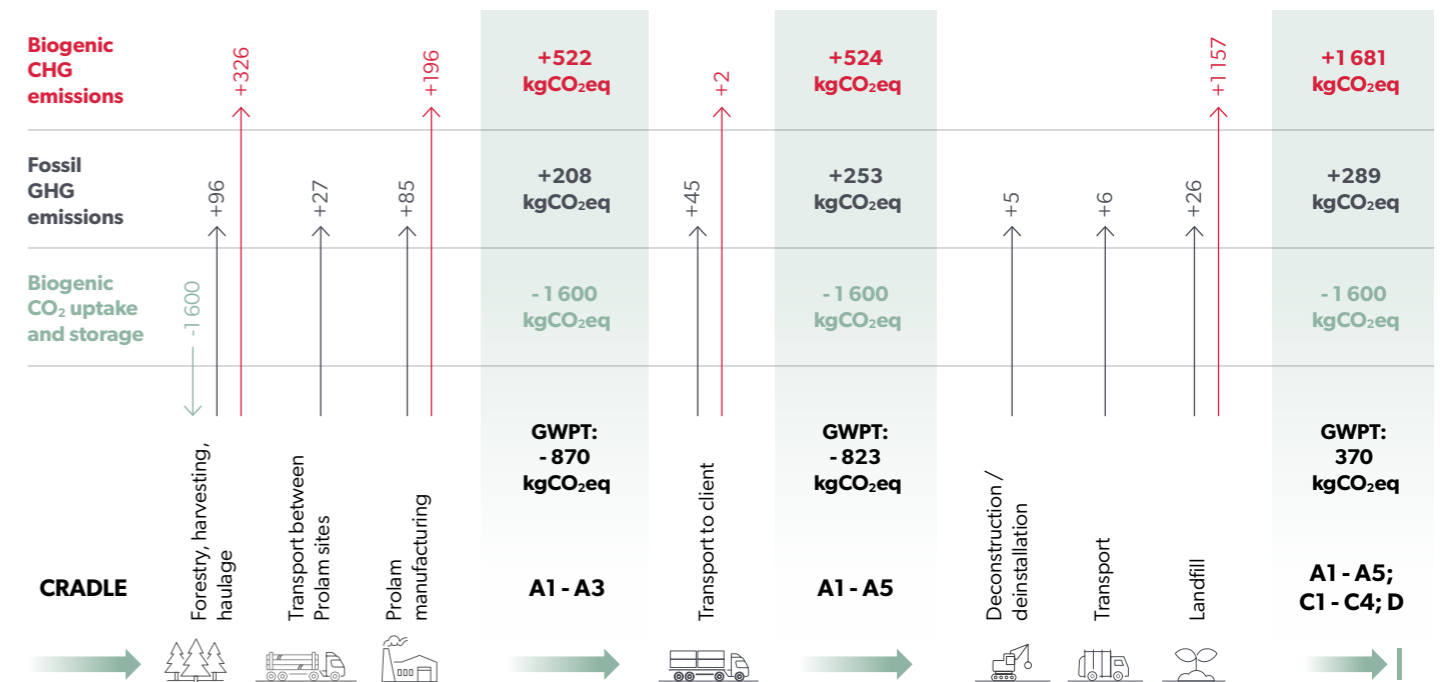 Biogenic
CHG
emissions
+326
+196
+522
kgCO₂eq
+2
+524
kgCO₂eq
+1157
+1 681
kgCO₂eq
Fossil
GHG
emissions
+96
+27
+85
+208
kgCO₂eq
+45
+253
kgCO₂eq
+5
+6
+26
+289
kgCO₂eq
Biogenic
CO₂ uptake
and storage
-1 600
- 1 600
kgCO₂eq
- 1 600
kgCO₂eq
- 1 600
kgCO₂eq
CRADLE
Forestry, harvesting,
haulage
Transport between
Prolam sites
Prolam
manufacturing
GWPT:
- 870
kgCO₂eq
A1 - A3
Transport to client
GWPT:
- 823
kgCO₂eq
A1 - A5
Deconstruction /
deinstallation
Transport
Landfill
GWPT:
370
kgCO₂eq
A1 - A5;
C1 - C4; D